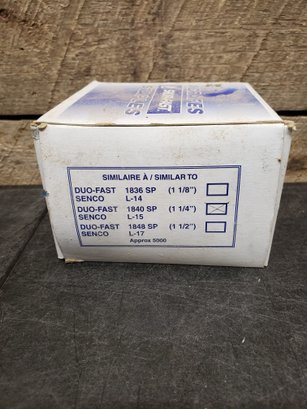 SIMILAIRE À / SIMILAR TO
DUO-FAST 1836 SP (1 1/8")
SENCO L-14
DUO-FAST 1840 SP (1 1/4")
SENCO L-15
DUO-FAST 1848 SP (1 1/2")
SENCO L-17
Approx 5000